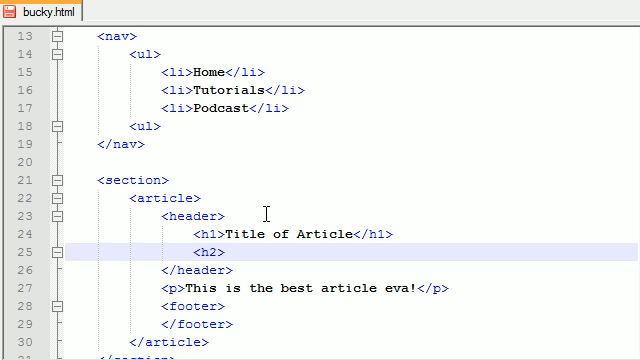 bucky.html
13 <nav>
14 <ul>
15 <li>Home</li>
16 <li>Tutorials</li>
17 <li>Podcast</li>
18 <ul>
19 </nav>
20
21 <section>
22 <article>
23 <header>
24 <h1>Title of Article</h1>
25 <h2>
26 </header>
27 <p>This is the best article eva!</p>
28 <footer>
29 </footer>
30 </article>
31 </section>